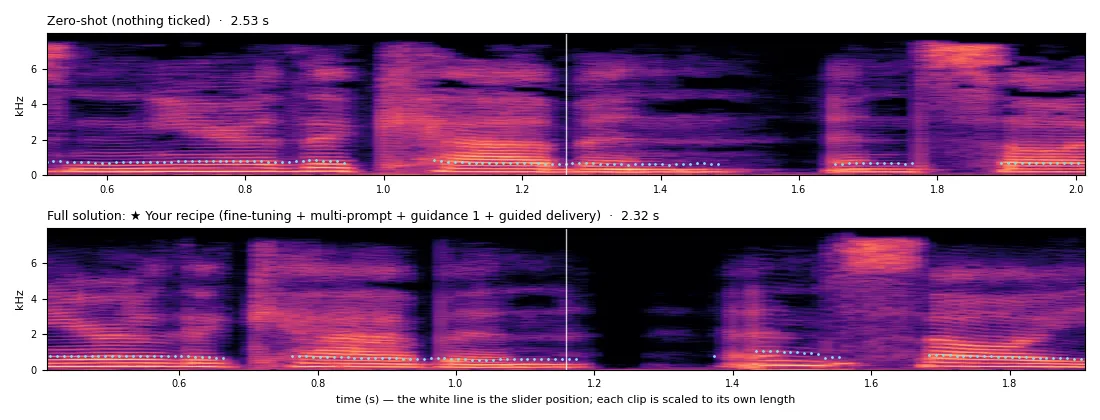 Zero-shot (nothing ticked) · 2.53 s
kHz
6
4
2
0
0.6 0.8 1.0 1.2 1.4 1.6 1.8 2.0
Full solution: ★ Your recipe (fine-tuning + multi-prompt + guidance 1 + guided delivery) · 2.32 s
kHz
6
4
2
0
0.6 0.8 1.0 1.2 1.4 1.6 1.8
time (s) — the white line is the slider position; each clip is scaled to its own length